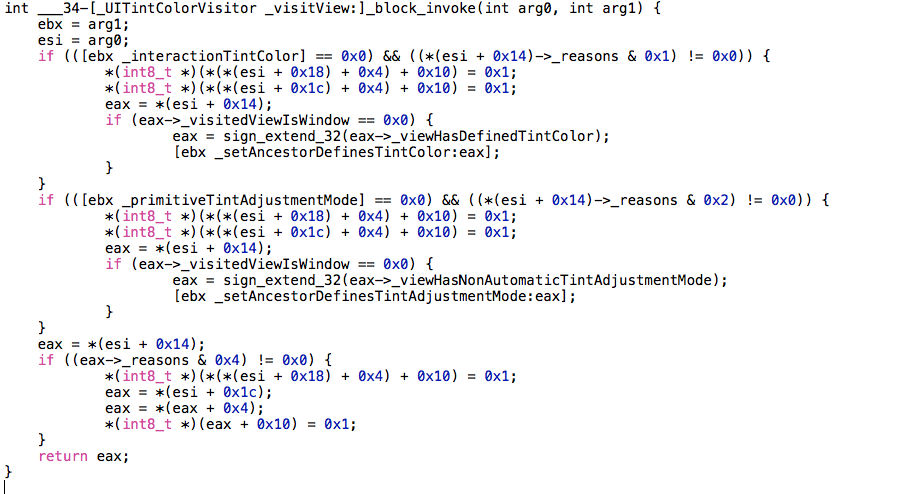 int ___34-[_UITintColorVisitor _visitView:]_block_invoke(int arg0, int arg1) {
    ebx = arg1;
    esi = arg0;
    if (([ebx _interactionTintColor] == 0x0) && ((*(esi + 0x14)->_reasons & 0x1) != 0x0)) {
            *(int8_t *)(*(*(esi + 0x18) + 0x4) + 0x10) = 0x1;
            *(int8_t *)(*(*(esi + 0x1c) + 0x4) + 0x10) = 0x1;
            eax = *(esi + 0x14);
            if (eax->_visitedViewIsWindow == 0x0) {
                    eax = sign_extend_32(eax->_viewHasDefinedTintColor);
                    [ebx _setAncestorDefinesTintColor:eax];
            }
    }
    if (([ebx _primitiveTintAdjustmentMode] == 0x0) && ((*(esi + 0x14)->_reasons & 0x2) != 0x0)) {
            *(int8_t *)(*(*(esi + 0x18) + 0x4) + 0x10) = 0x1;
            *(int8_t *)(*(*(esi + 0x1c) + 0x4) + 0x10) = 0x1;
            eax = *(esi + 0x14);
            if (eax->_visitedViewIsWindow == 0x0) {
                    eax = sign_extend_32(eax->_viewHasNonAutomaticTintAdjustmentMode);
                    [ebx _setAncestorDefinesTintAdjustmentMode:eax];
            }
    }
    eax = *(esi + 0x14);
    if ((eax->_reasons & 0x4) != 0x0) {
            *(int8_t *)(*(*(esi + 0x18) + 0x4) + 0x10) = 0x1;
            eax = *(esi + 0x1c);
            eax = *(eax + 0x4);
            *(int8_t *)(eax + 0x10) = 0x1;
    }
    return eax;
}